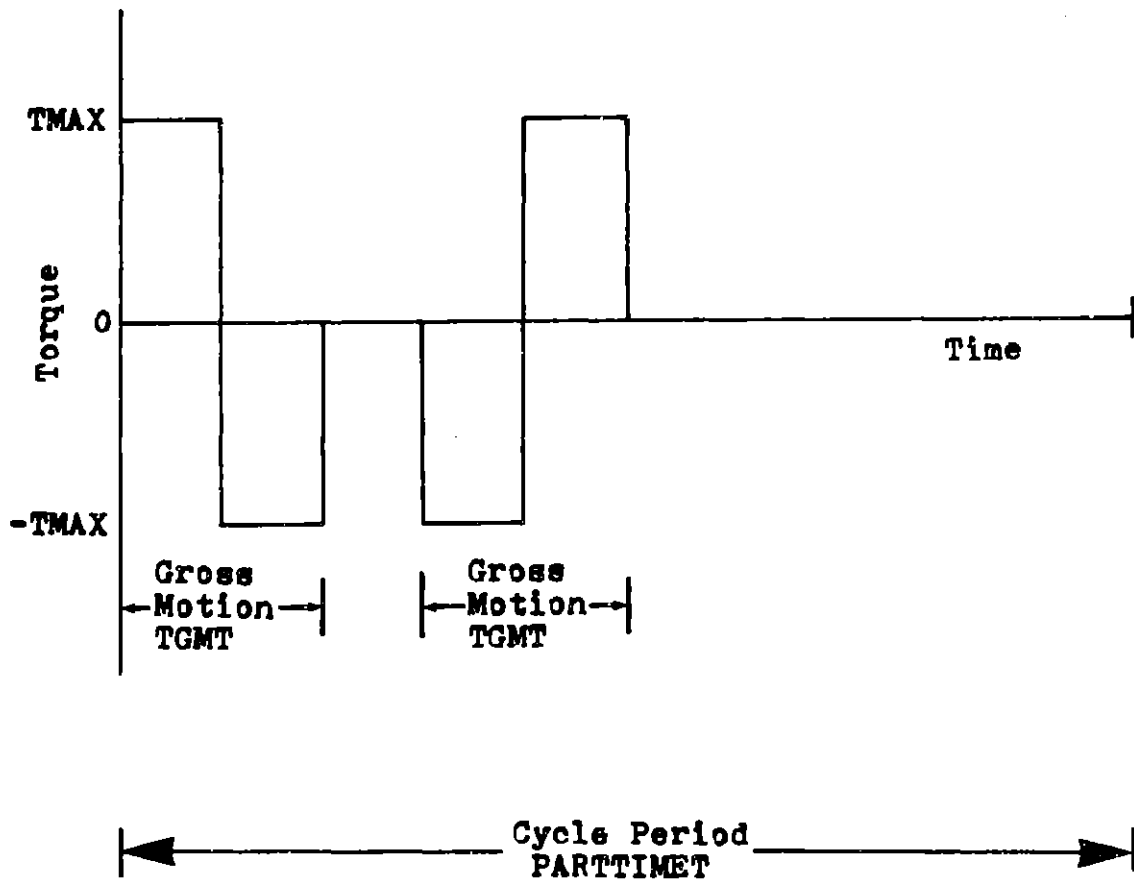 TMAX
Torque
0
Time
-TMAX
Gross
Motion
TGMT
Gross
Motion
TGMT
Cycle Period
PARTTIMET